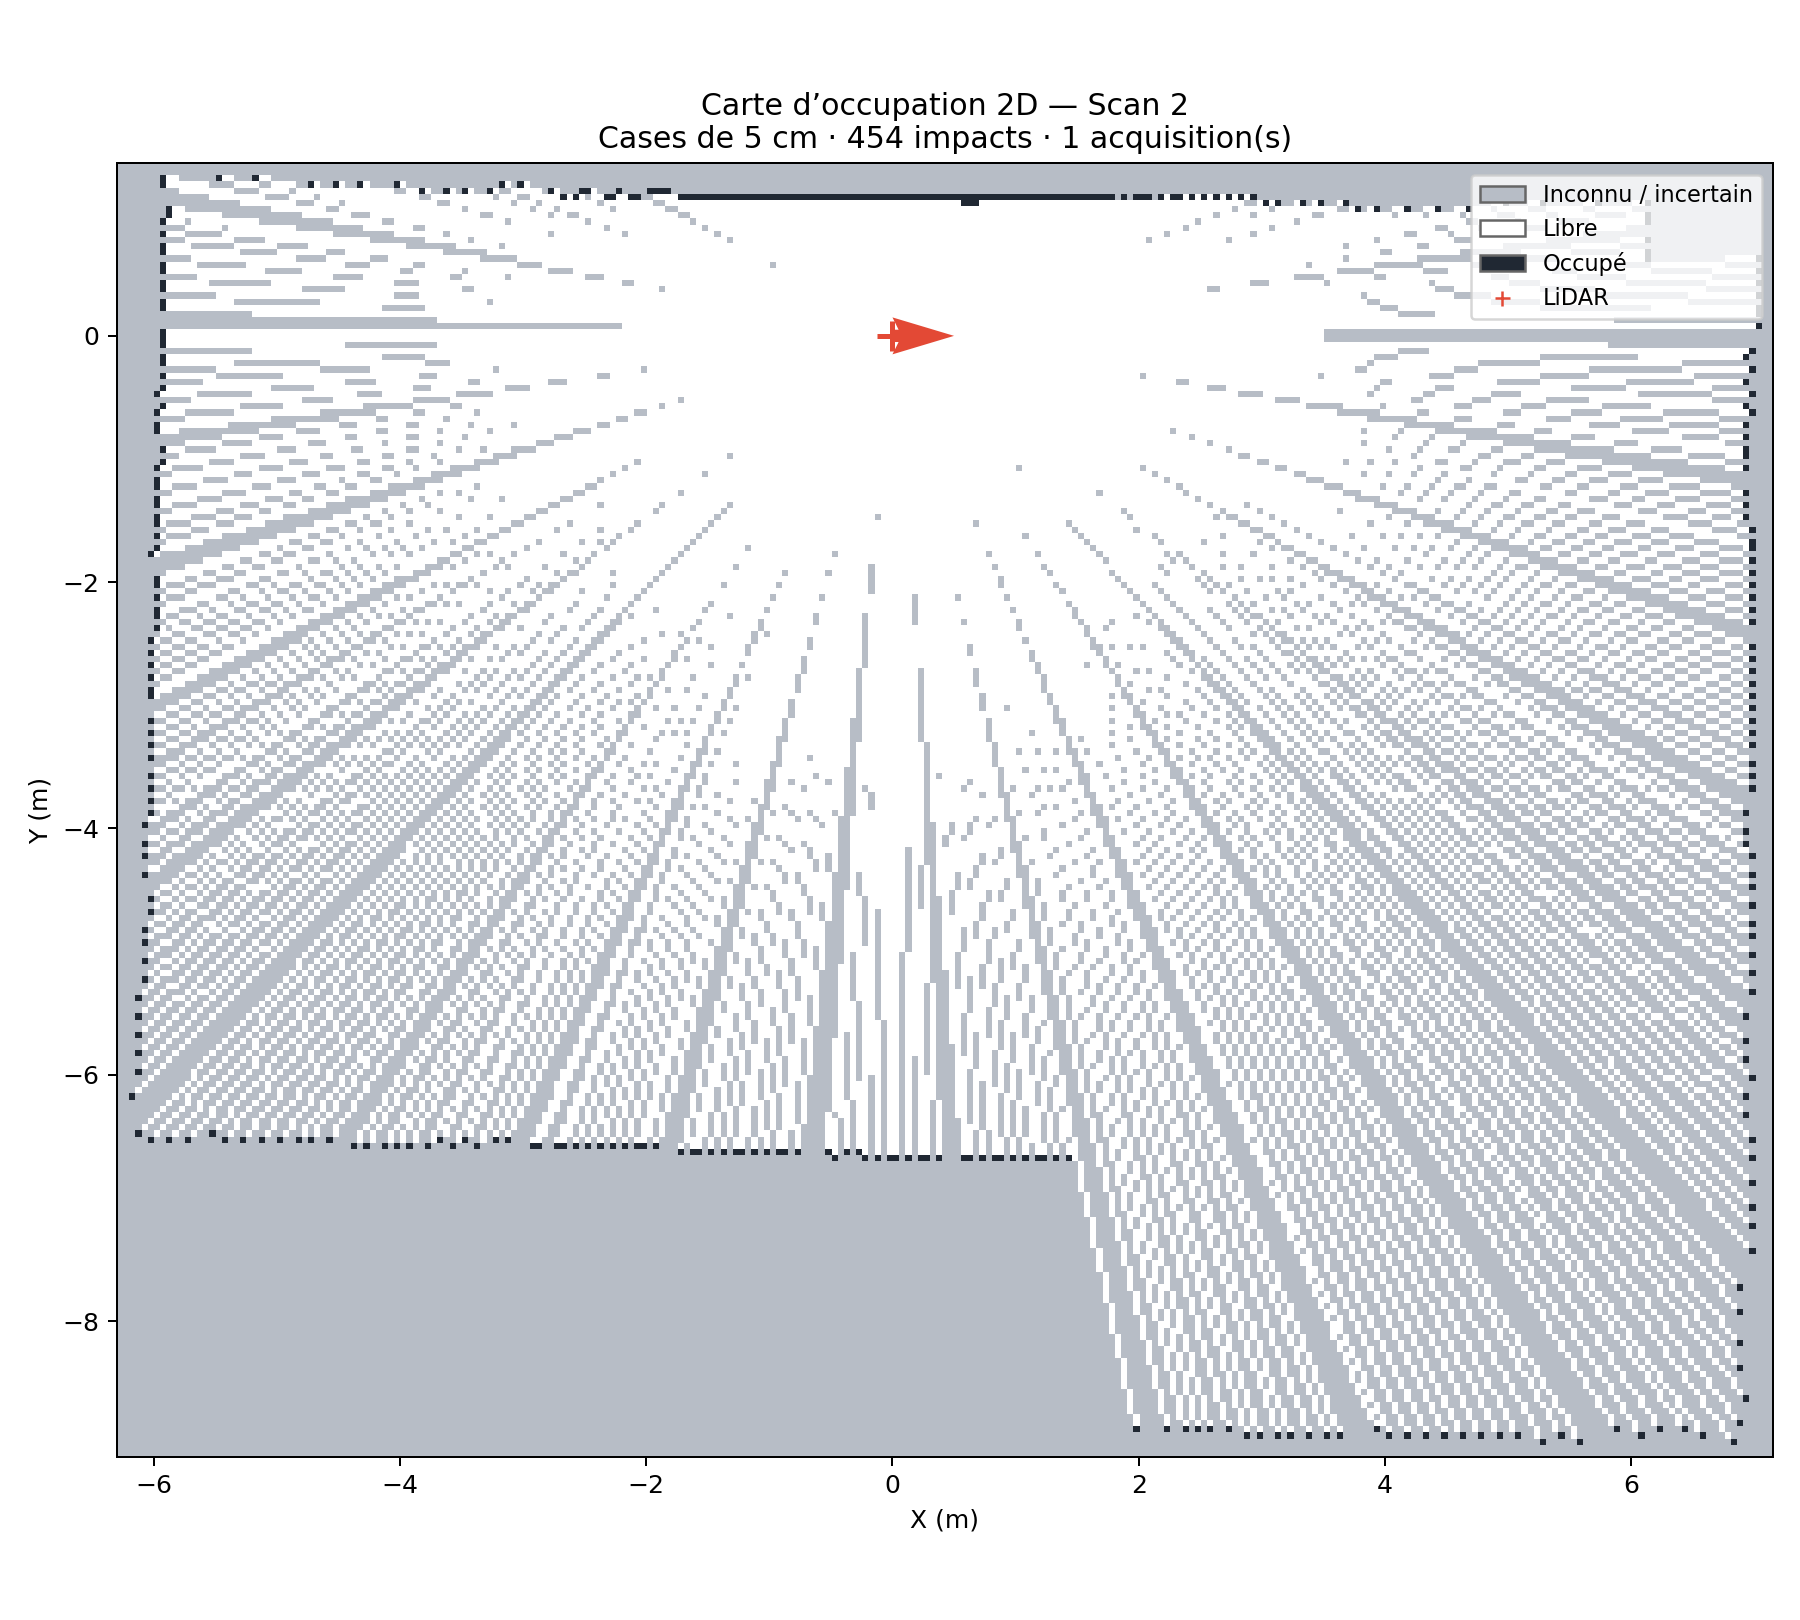 Carte d’occupation 2D — Scan 2
Cases de 5 cm · 454 impacts · 1 acquisition(s)
Inconnu / incertain
Libre
Occupé
LiDAR
0
−2
−4
−6
−8
Y (m)
−6
−4
−2
0
2
4
6
X (m)